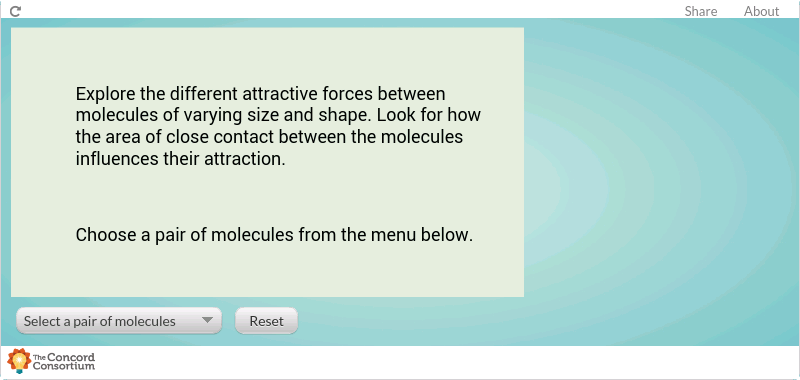 Share About
Explore the different attractive forces between
molecules of varying size and shape. Look for how
the area of close contact between the molecules
influences their attraction.
Choose a pair of molecules from the menu below.
Select a pair of molecules Reset
The Concord
Consortium